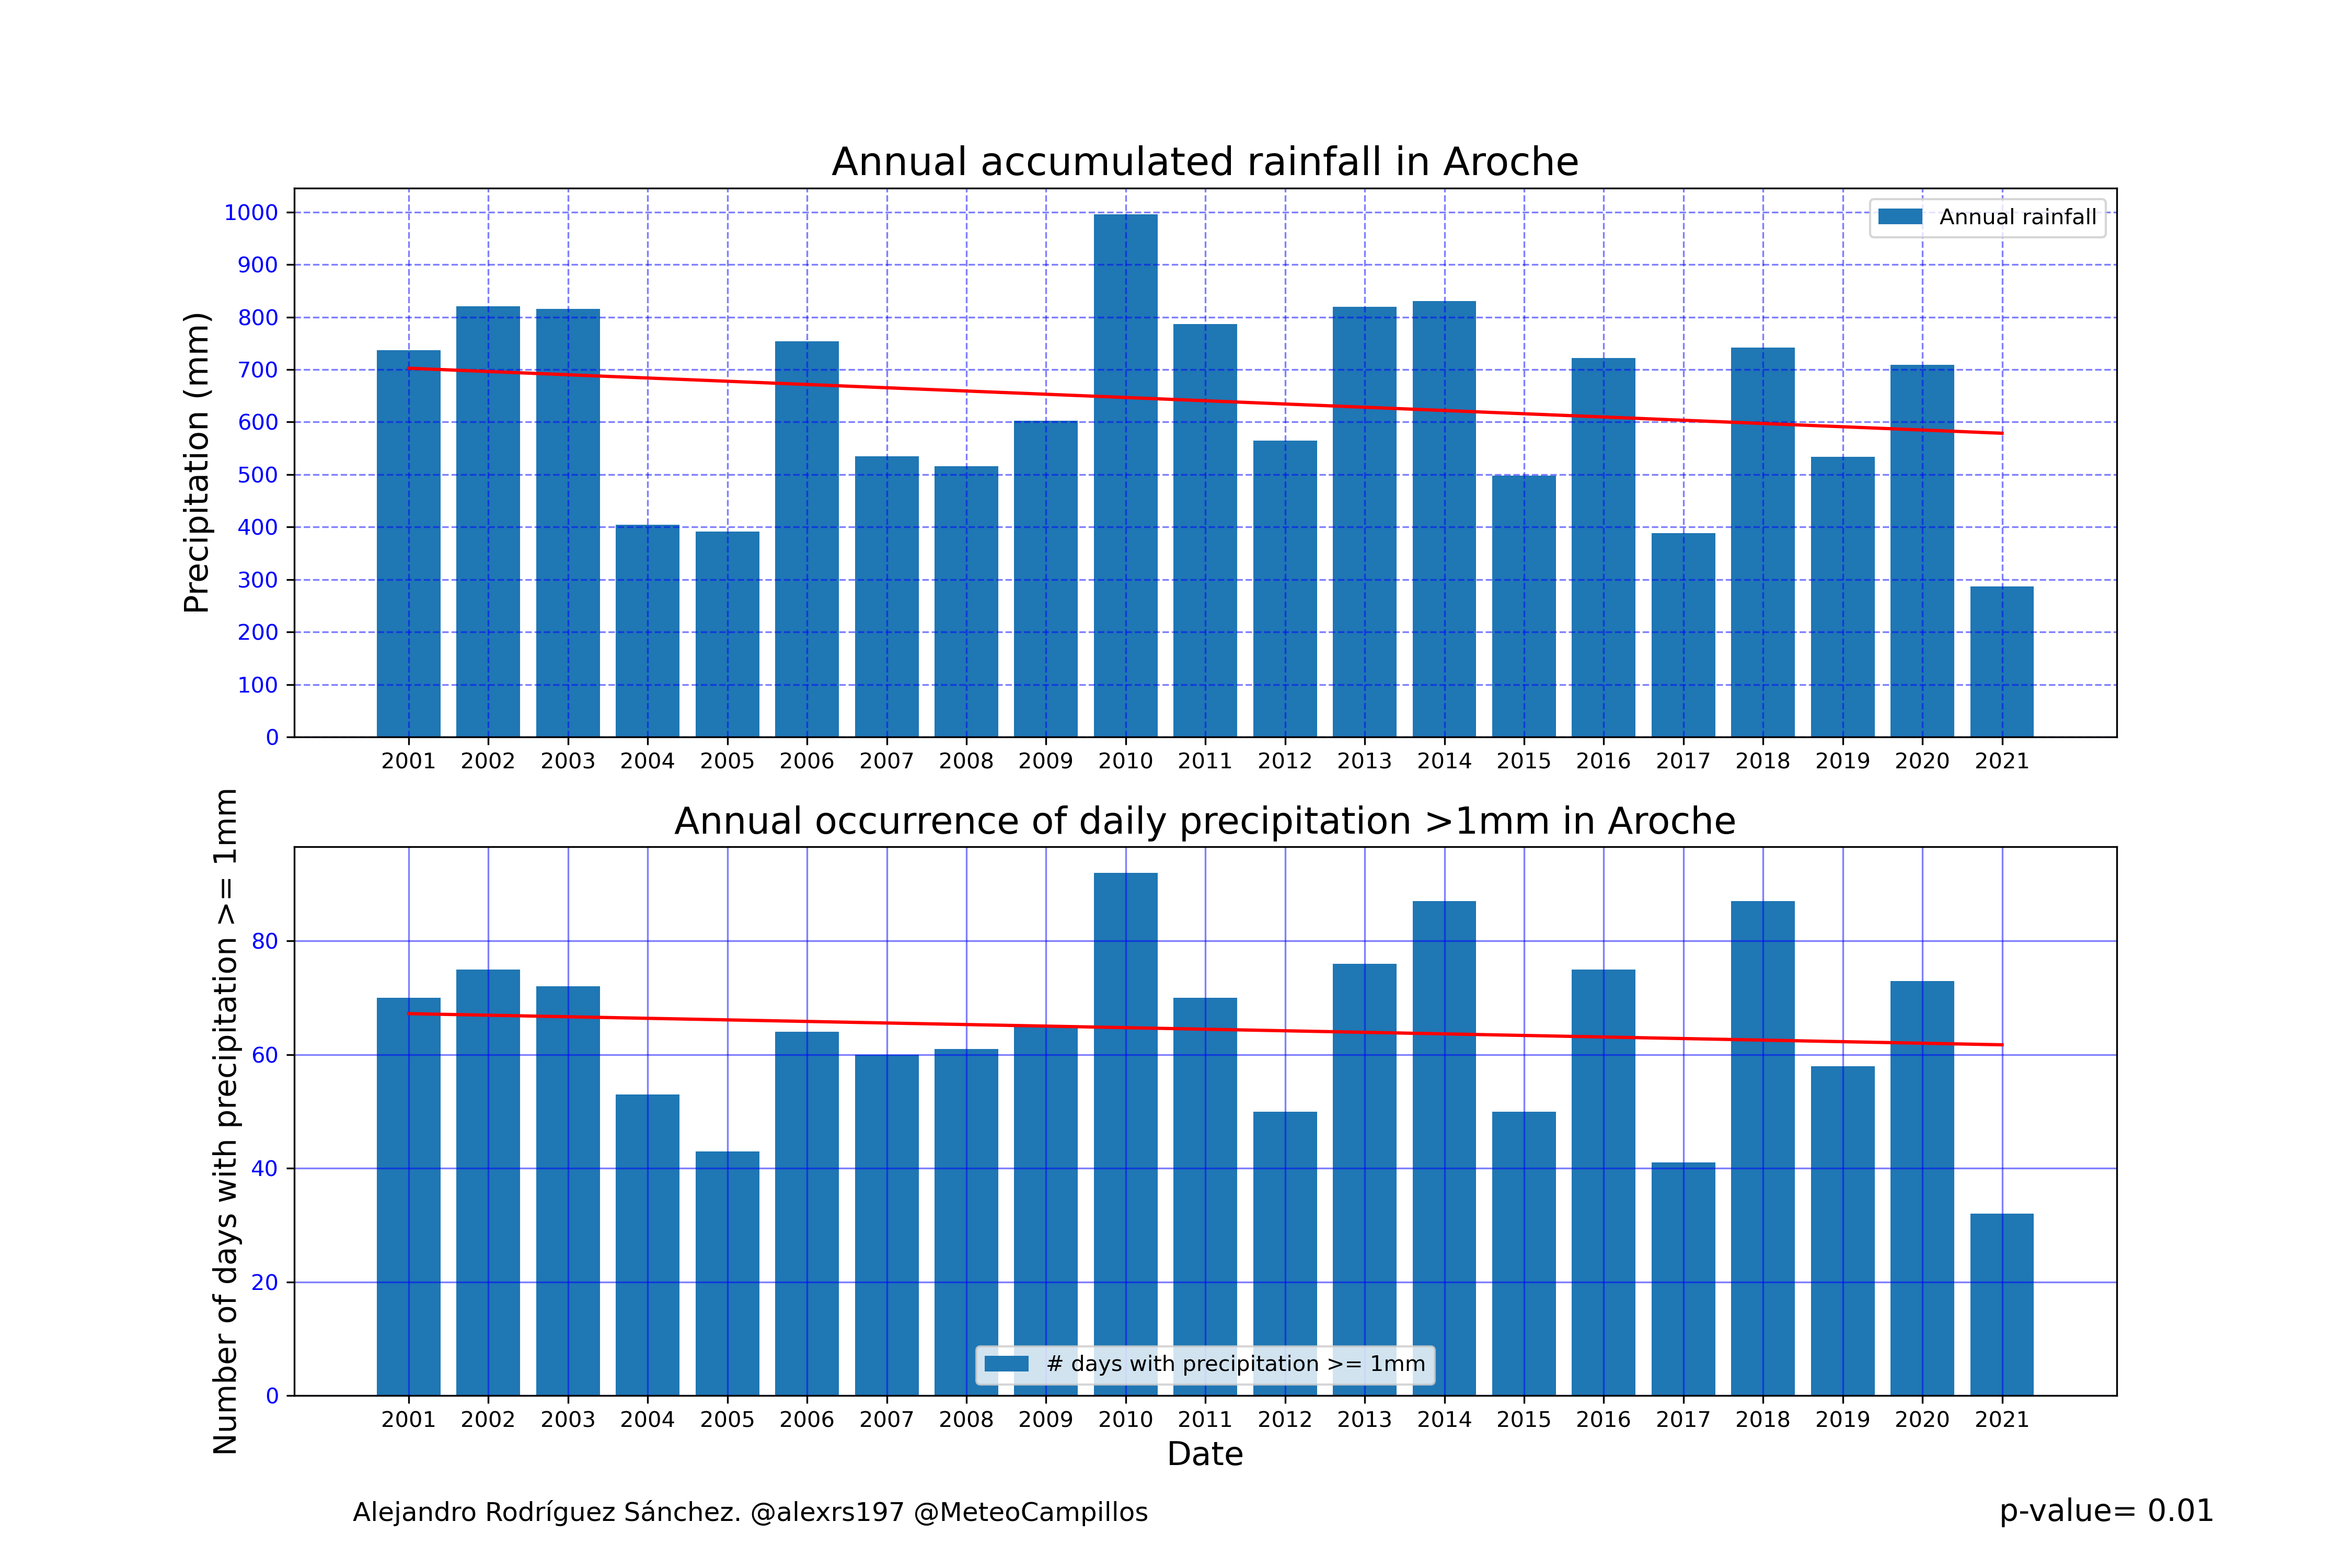 Annual accumulated rainfall in Aroche
Precipitation (mm)
1000
900
800
700
600
500
400
300
200
100
0
Annual rainfall
2001 2002 2003 2004 2005 2006 2007 2008 2009 2010 2011 2012 2013 2014 2015 2016 2017 2018 2019 2020 2021
Annual occurrence of daily precipitation >1mm in Aroche
Number of days with precipitation >= 1mm
80
60
40
20
0
# days with precipitation >= 1mm
2001 2002 2003 2004 2005 2006 2007 2008 2009 2010 2011 2012 2013 2014 2015 2016 2017 2018 2019 2020 2021
Date
Alejandro Rodríguez Sánchez. @alexrs197 @MeteoCampillos
p-value= 0.01